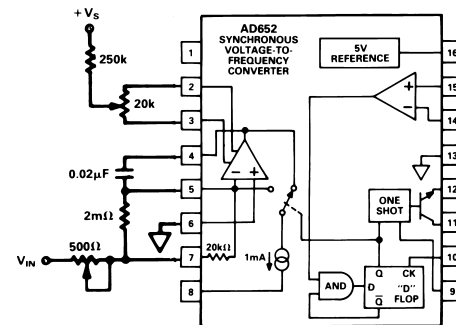 + VS
250k
20k
0.02µF
2mΩ
500Ω
VIN
AD652
SYNCHRONOUS
VOLTAGE-TO-
FREQUENCY
CONVERTER
5V
REFERENCE
1
2
3
4
5
6
7
8
16
15
14
13
12
11
10
9
+
−
− +
20kΩ
1mA
ONE
SHOT
AND
Q CK
D "D"
FLOP
Q̅